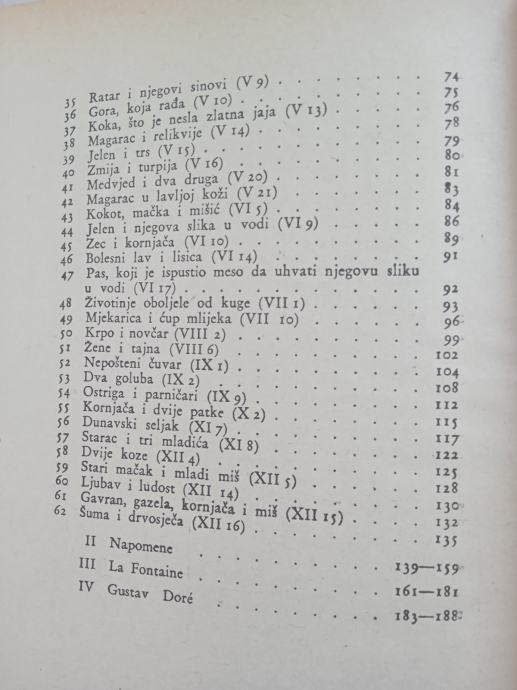 35 Ratar i njegovi sinovi (V 9) . . . . . . . . 74
36 Gora, koja rađa (V 10) . . . . . . . . 75
37 Koka, što je nesla zlatna jaja (V 13) . . . . . 76
38 Magarac i relikvije (V 14) . . . . . . . . 78
39 Jelen i trs (V 15) . . . . . . . . 79
40 Zmija i turpija (V 16) . . . . . . . . 80
41 Medvjed i dva druga (V 20) . . . . . . . 81
42 Magarac u lavljoj koži (V 21) . . . . . . . 83
43 Kokot, mačka i mišić (VI 5) . . . . . . . 84
44 Jelen i njegova slika u vodi (VI 9) . . . . . 86
45 Zec i kornjača (VI 10) . . . . . . . . 89
46 Bolesni lav i lisica (VI 14) . . . . . . . 91
47 Pas, koji je ispustio meso da uhvati njegovu sliku
u vodi (VI 17) . . . . . . . . 92
48 Životinje oboljele od kuge (VII 1) . . . . . 93
49 Mjekarica i ćup mlijeka (VII 10) . . . . . 96
50 Krpo i novčar (VIII 2) . . . . . . . . 99
51 Žene i tajna (VIII 6) . . . . . . . . 102
52 Nepošteni čuvar (IX 1) . . . . . . . . 104
53 Dva goluba (IX 2) . . . . . . . . 108
54 Ostriga i parničari (IX 9) . . . . . . . 112
55 Kornjača i dvije patke (X 2) . . . . . . . 115
56 Dunavski seljak (XI 7) . . . . . . . . 117
57 Starac i tri mladića (XI 8) . . . . . . . 122
58 Dvije koze (XII 4) . . . . . . . . 125
59 Stari mačak i mladi miš (XII 5) . . . . . . 128
60 Ljubav i ludost (XII 14) . . . . . . . . 130
61 Gavran, gazela, kornjača i miš (XII 15) . . . . 132
62 Šuma i drvosječa (XII 16) . . . . . . . 135
II Napomene . . . . . . . . 139—159
III La Fontaine . . . . . . . . 161—181
IV Gustav Doré . . . . . . . . 183—188